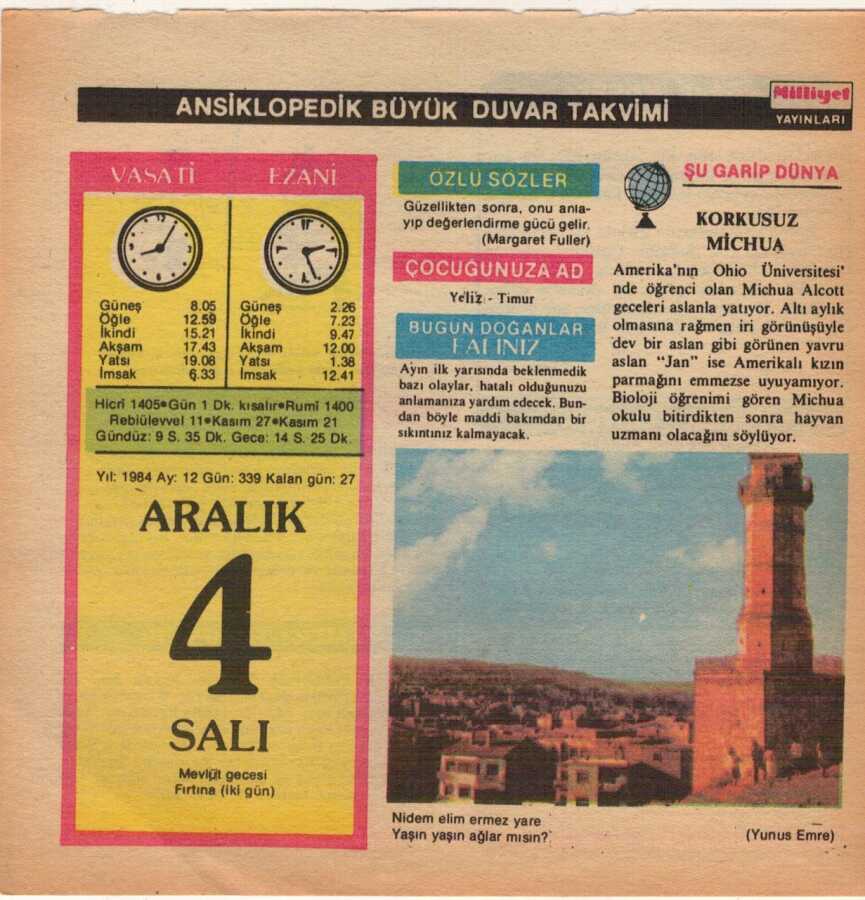 ANSİKLOPEDİK BÜYÜK DUVAR TAKVİMİ
Milliyet
YAYINLARI
VASATİ EZANİ
Güneş 8.05
Öğle 12.59
İkindi 15.21
Akşam 17.43
Yatsı 19.08
İmsak 6.33
Güneş 2.26
Öğle 7.23
İkindi 9.47
Akşam 12.00
Yatsı 1.38
İmsak 12.41
Hicrî 1405•Gün 1 Dk. kısalır•Rumî 1400
Rebiülevvel 11•Kasım 27•Kasım 21
Gündüz: 9 S. 35 Dk. Gece: 14 S. 25 Dk.
Yıl: 1984 Ay: 12 Gün: 339 Kalan gün: 27
ARALIK
4
SALI
Mevlût gecesi
Fırtına (iki gün)
ÖZLÜ SÖZLER
Güzellikten sonra, onu anla-
yıp değerlendirme gücü gelir.
(Margaret Fuller)
ÇOCUĞUNUZA AD
Yeliz - Timur
BUGÜN DOĞANLAR
FALINIZ
Ayın ilk yarısında beklenmedik
bazı olaylar, hatalı olduğunuzu
anlamanıza yardım edecek. Bun-
dan böyle maddi bakımdan bir
sıkıntınız kalmayacak.
ŞU GARİP DÜNYA
KORKUSUZ
MİCHUA
Amerika'nın Ohio Üniversitesi'
nde öğrenci olan Michua Alcott
geceleri aslanla yatıyor. Altı aylık
olmasına rağmen iri görünüşüyle
dev bir aslan gibi görünen yavru
aslan "Jan" ise Amerikalı kızın
parmağını emmezse uyuyamıyor.
Bioloji öğrenimi gören Michua
okulu bitirdikten sonra hayvan
uzmanı olacağını söylüyor.
Nidem elim ermez yare
Yaşın yaşın ağlar mısın?
(Yunus Emre)